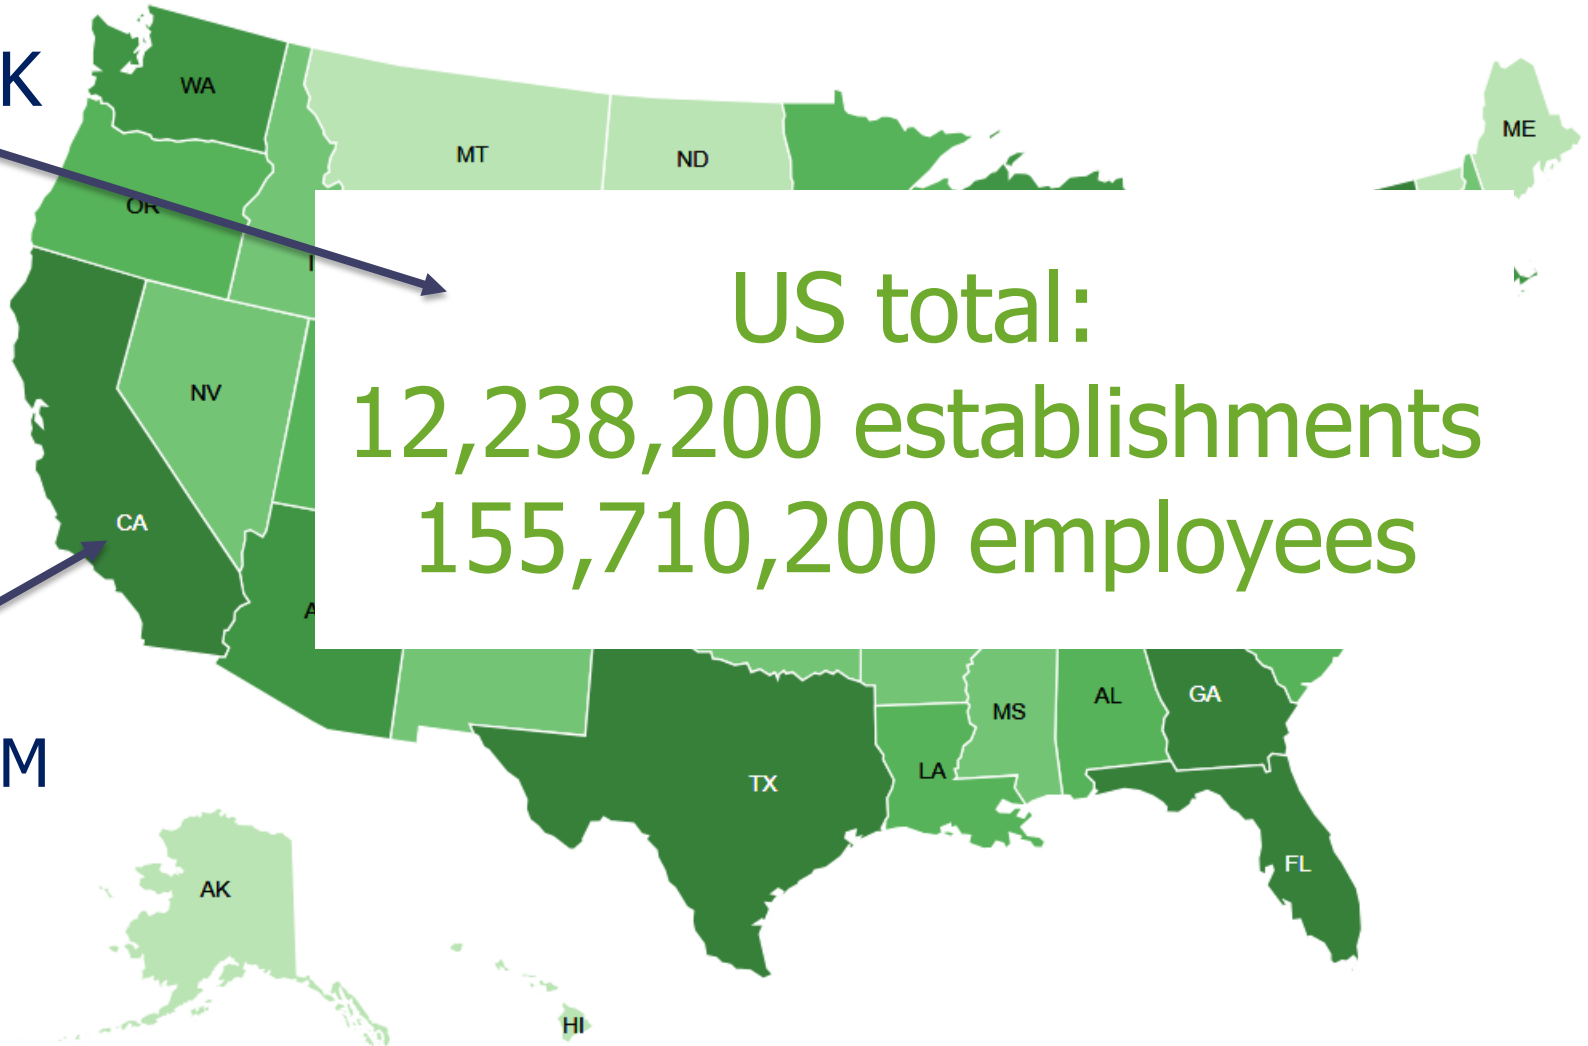 K
WA
MT
ND
ME
OR
US total:
12,238,200 establishments
155,710,200 employees
NV
CA
MS
AL
GA
LA
TX
M
FL
AK
HI